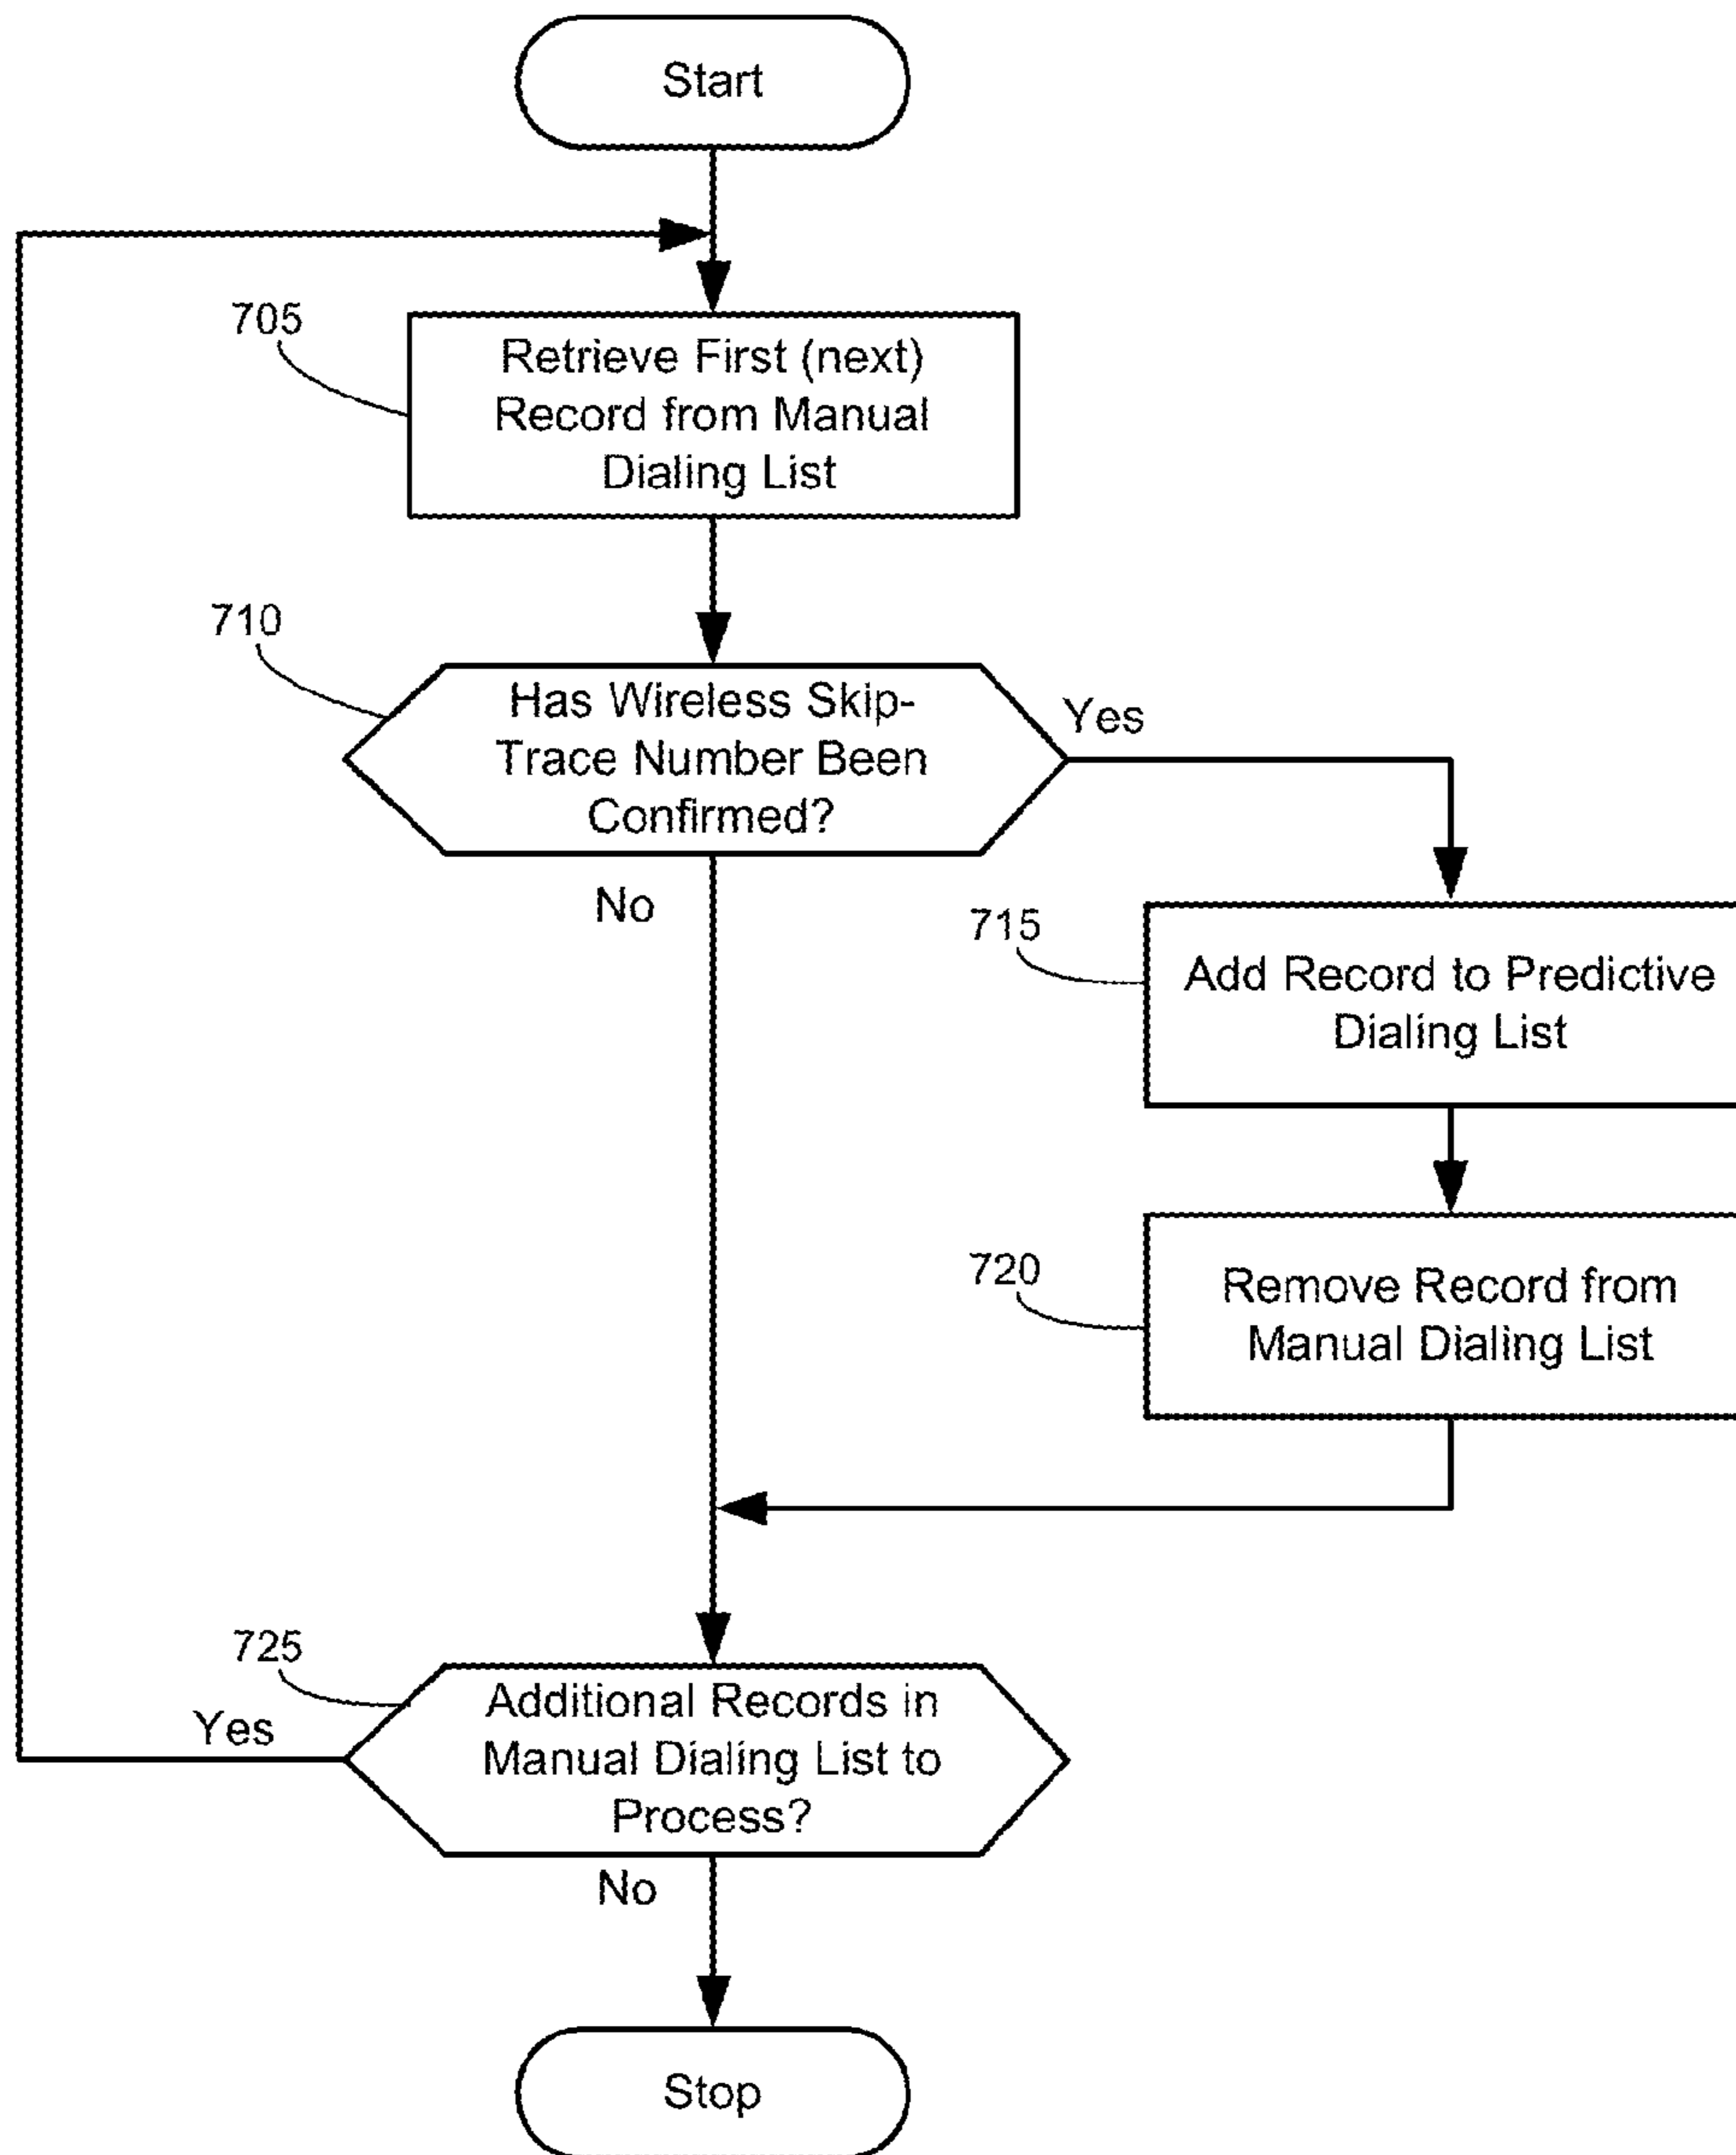 Start
705
Retrieve First (next)
Record from Manual
Dialing List
710
Has Wireless Skip-
Trace Number Been
Confirmed?
Yes
No
715
Add Record to Predictive
Dialing List
720
Remove Record from
Manual Dialing List
725
Yes
Additional Records in
Manual Dialing List to
Process?
No
Stop